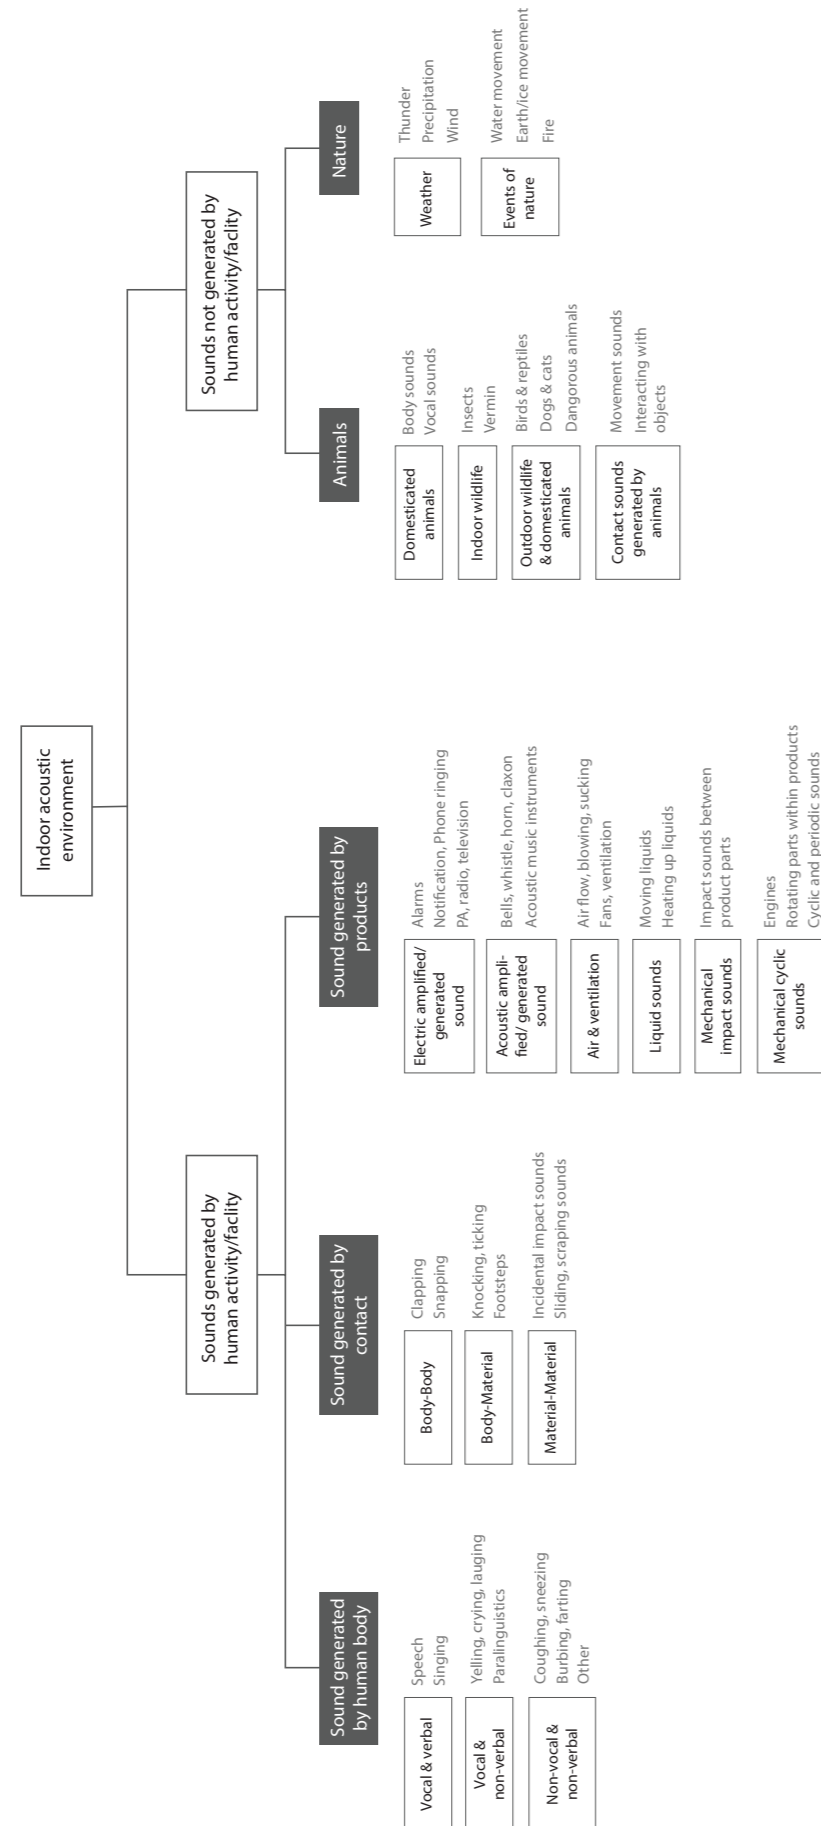 Indoor acoustic
environment
Sounds generated by
human activity/faclity
Sounds not generated by
human activity/faclity
Sound generated
by human body
Vocal & verbal
Speech
Singing
Vocal &
non-verbal
Yelling, crying, lauging
Paralinguistics
Non-vocal &
non-verbal
Coughing, sneezing
Burbing, farting
Other
Sound generated by
contact
Body-Body
Clapping
Snapping
Body-Material
Knocking, ticking
Footsteps
Material-Material
Incidental impact sounds
Sliding, scraping sounds
Sound generated by
products
Electric amplified/
generated
sound
Alarms
Notification, Phone ringing
PA, radio, television
Acoustic ampli-
fied/ generated
sound
Bells, whistle, horn, claxon
Acoustic music instruments
Air & ventilation
Air flow, blowing, sucking
Fans, ventilation
Liquid sounds
Moving liquids
Heating up liquids
Mechanical
impact sounds
Impact sounds between
product parts
Mechanical cyclic
sounds
Engines
Rotating parts within products
Cyclic and periodic sounds
Animals
Domesticated
animals
Body sounds
Vocal sounds
Indoor wildlife
Insects
Vermin
Outdoor wildlife
& domesticated
animals
Birds & reptiles
Dogs & cats
Dangorous animals
Contact sounds
generated by
animals
Movement sounds
Interacting with
objects
Nature
Weather
Thunder
Precipitation
Wind
Events of
nature
Water movement
Earth/ice movement
Fire